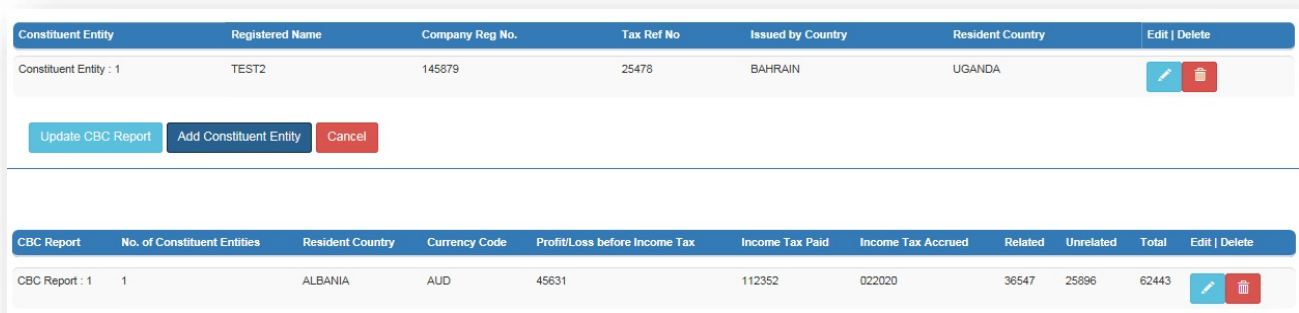 Constituent Entity Registered Name Company Reg No. Tax Ref No Issued by Country Resident Country Edit | Delete
Constituent Entity : 1 TEST2 145879 25478 BAHRAIN UGANDA
Update CBC Report Add Constituent Entity Cancel
CBC Report No. of Constituent Entities Resident Country Currency Code Profit/Loss before Income Tax Income Tax Paid Income Tax Accrued Related Unrelated Total Edit | Delete
CBC Report : 1 1 ALBANIA AUD 45631 112352 022020 36547 25896 62443